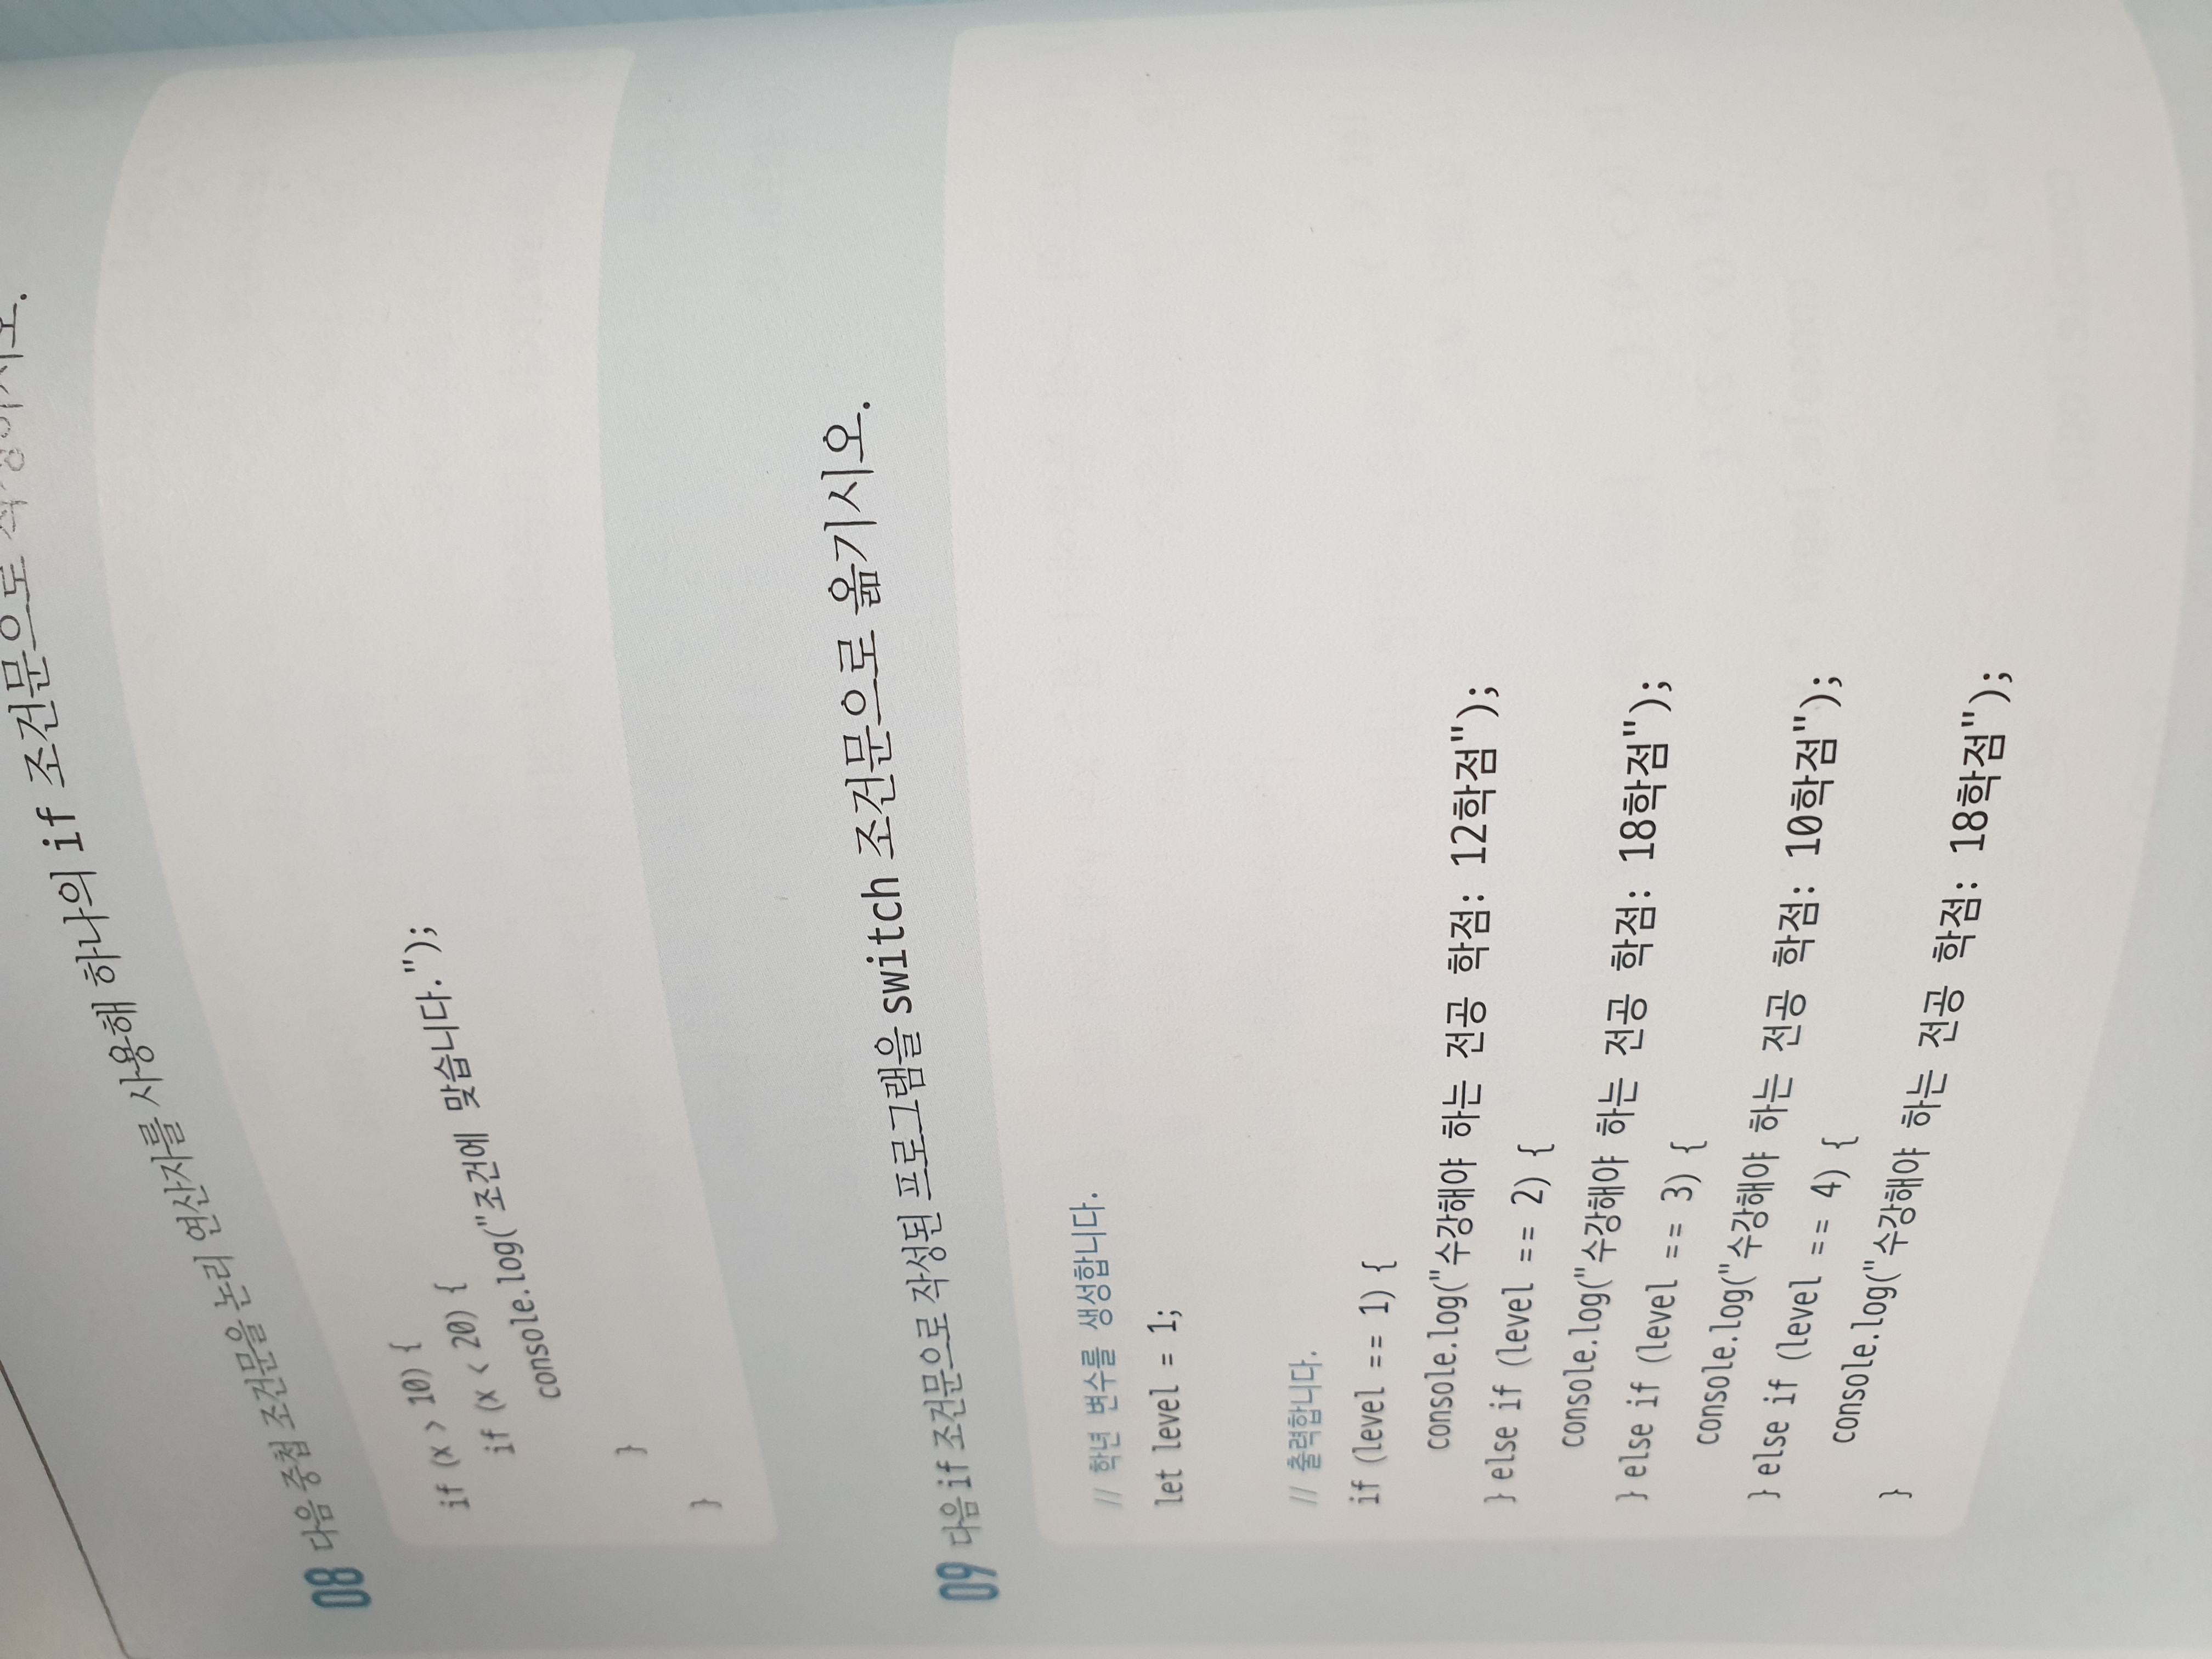 08 다음 중첩 조건문을 논리 연산자를 사용해 하나의 if 조건문으로 작성하시오.
if (x > 10) {
if (x < 20) {
console.log("조건에 맞습니다.");
}
}
09 다음 if 조건문으로 작성된 프로그램을 switch 조건문으로 옮기시오.
// 학년 변수를 생성합니다.
let level = 1;
// 출력합니다.
if (level == 1) {
console.log("수강해야 하는 전공 학점: 12학점");
} else if (level == 2) {
console.log("수강해야 하는 전공 학점: 18학점");
} else if (level == 3) {
console.log("수강해야 하는 전공 학점: 10학점");
} else if (level == 4) {
console.log("수강해야 하는 전공 학점: 18학점");
}